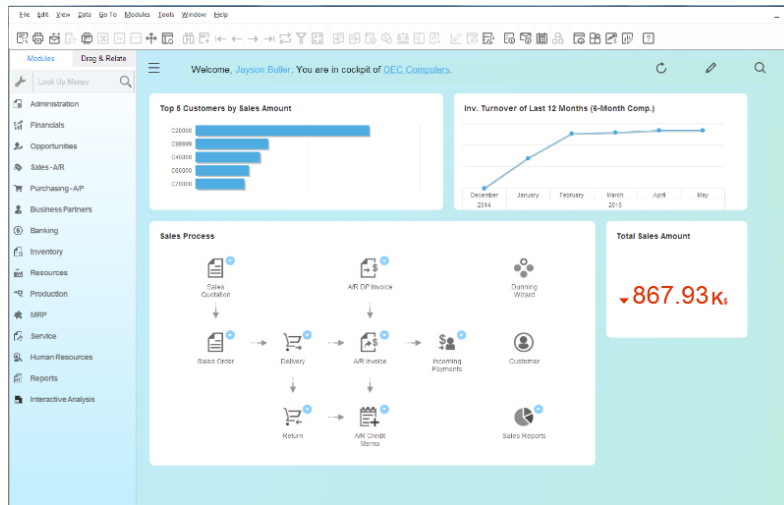 File Edit View Data Go To Modules Tools Window Help
Modules Drag & Relate
Look Up Menus
Administration
Financials
Opportunities
Sales - A/R
Purchasing - A/P
Business Partners
Banking
Inventory
Resources
Production
MRP
Service
Human Resources
Reports
Interactive Analysis
Welcome, Jayson Butler. You are in cockpit of OEC Computers.
Top 5 Customers by Sales Amount
C20000
C99999
C40000
C60000
C70000
Inv. Turnover of Last 12 Months (6-Month Comp.)
December January February March April May
2014 2015
Sales Process
Sales
Quotation
A/R DP Invoice
Dunning
Wizard
Sales Order
Delivery
A/R Invoice
Incoming
Payments
Customer
Return
A/R Credit
Memo
Sales Reports
Total Sales Amount
867.93 K$